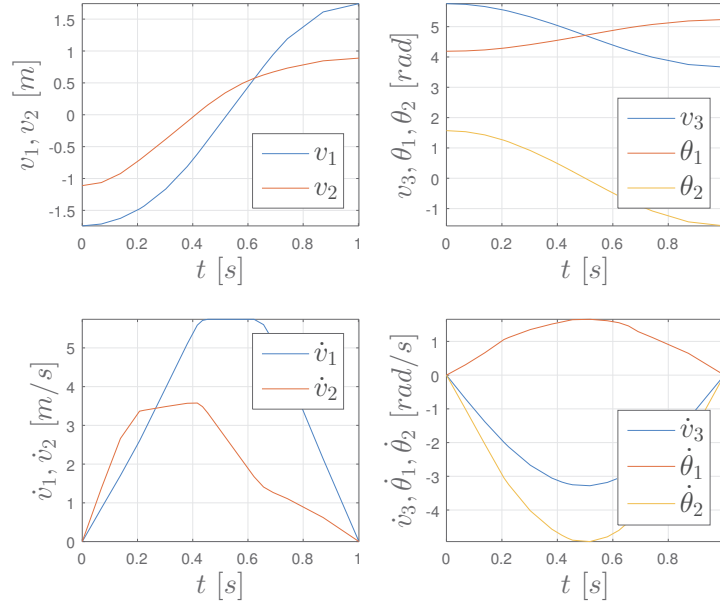 1.5
1
0.5
0
-0.5
-1
-1.5
0 0.2 0.4 0.6 0.8 1
v₁, v₂ [m]
t [s]
v₁
v₂
5
4
3
2
1
0
-1
0 0.2 0.4 0.6 0.8
v₃, θ₁, θ₂ [rad]
t [s]
v₃
θ₁
θ₂
5
4
3
2
1
0
0 0.2 0.4 0.6 0.8 1
v̇₁, v̇₂ [m/s]
t [s]
v̇₁
v̇₂
1
0
-1
-2
-3
-4
0 0.2 0.4 0.6 0.8
v̇₃, θ̇₁, θ̇₂ [rad/s]
t [s]
v̇₃
θ̇₁
θ̇₂